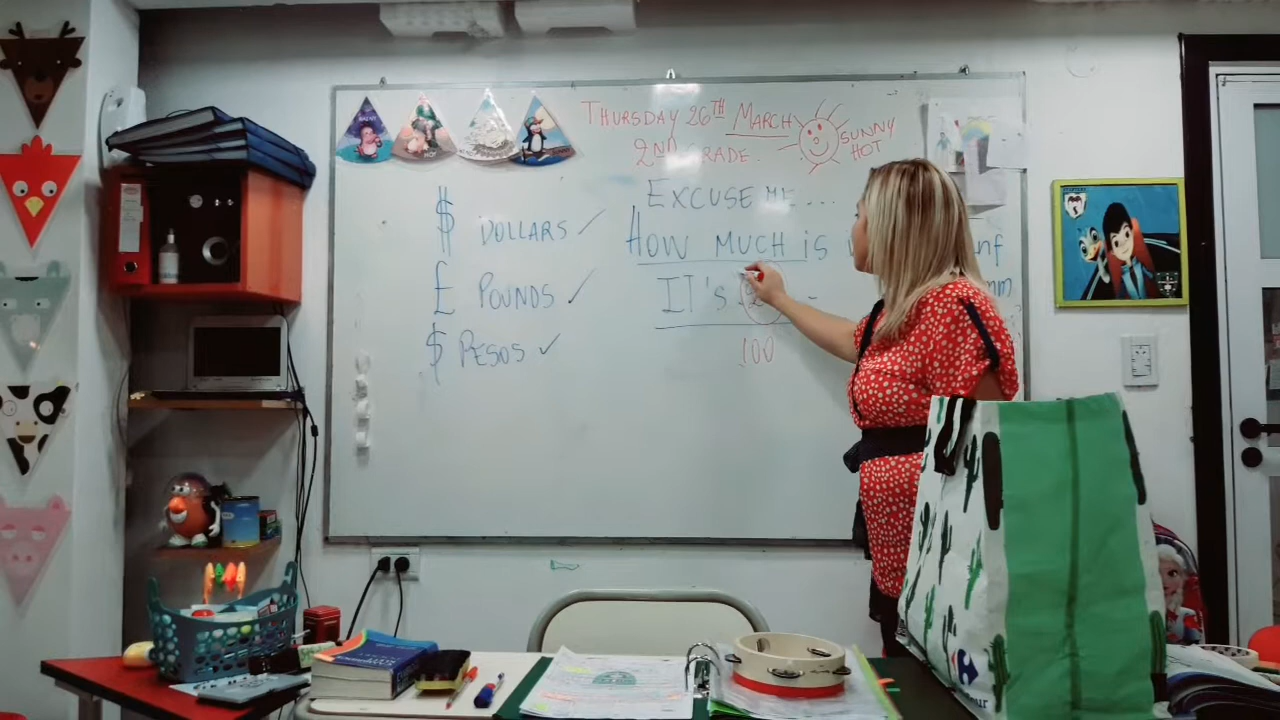 THURSDAY 26TH MARCH
SUNNY
HOT
2ND GRADE.
EXCUSE ME...
$ DOLLARS ✓
HOW MUCH IS
£ POUNDS ✓
IT'S
$ PESOS ✓
100